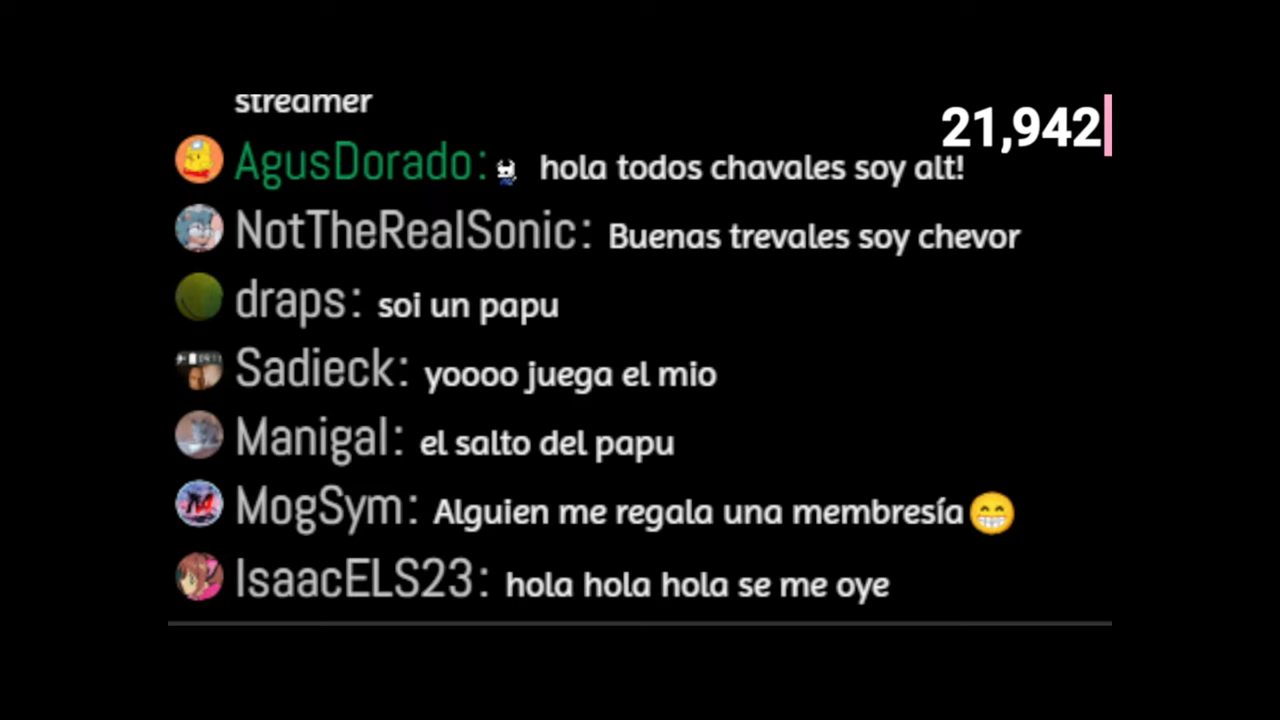 streamer
21,942
AgusDorado: hola todos chavales soy alt!
NotTheRealSonic: Buenas trevales soy chevor
draps: soi un papu
Sadieck: yoooo juega el mio
Manigal: el salto del papu
MogSym: Alguien me regala una membresía😁
IsaacELS23: hola hola hola se me oye